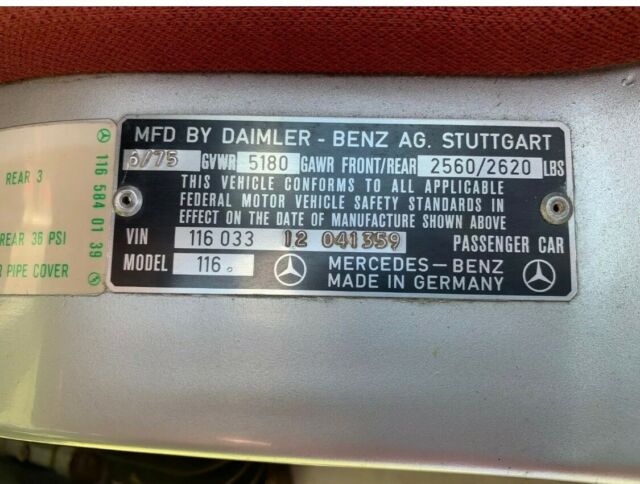 MFD BY DAIMLER - BENZ AG. STUTTGART
6/75 GVWR 5180 GAWR FRONT/REAR 2560/2620 LBS
THIS VEHICLE CONFORMS TO ALL APPLICABLE
FEDERAL MOTOR VEHICLE SAFETY STANDARDS IN
EFFECT ON THE DATE OF MANUFACTURE SHOWN ABOVE
VIN 116 033 12 041359 PASSENGER CAR
MODEL 116. MERCEDES-BENZ
MADE IN GERMANY
REAR 3
REAR 36 PSI
PIPE COVER
116 584 01 39